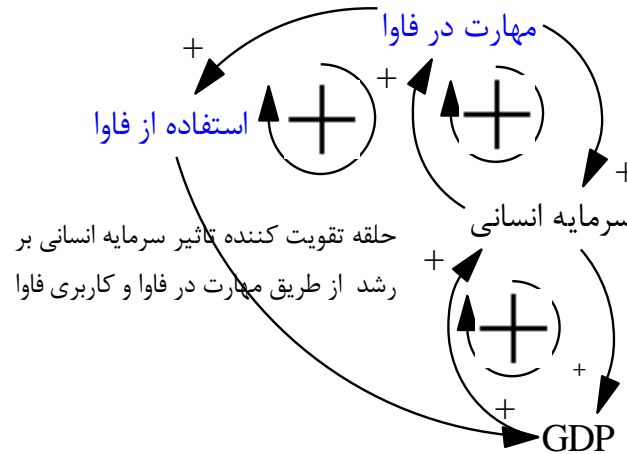 مهارت در فاوا
+
+
استفاده از فاوا
+
سرمایه انسانی
حلقه تقویت کننده تاثیر سرمایه انسانی بر
+
رشد از طریق مهارت در فاوا و کاربری فاوا
+
+
GDP